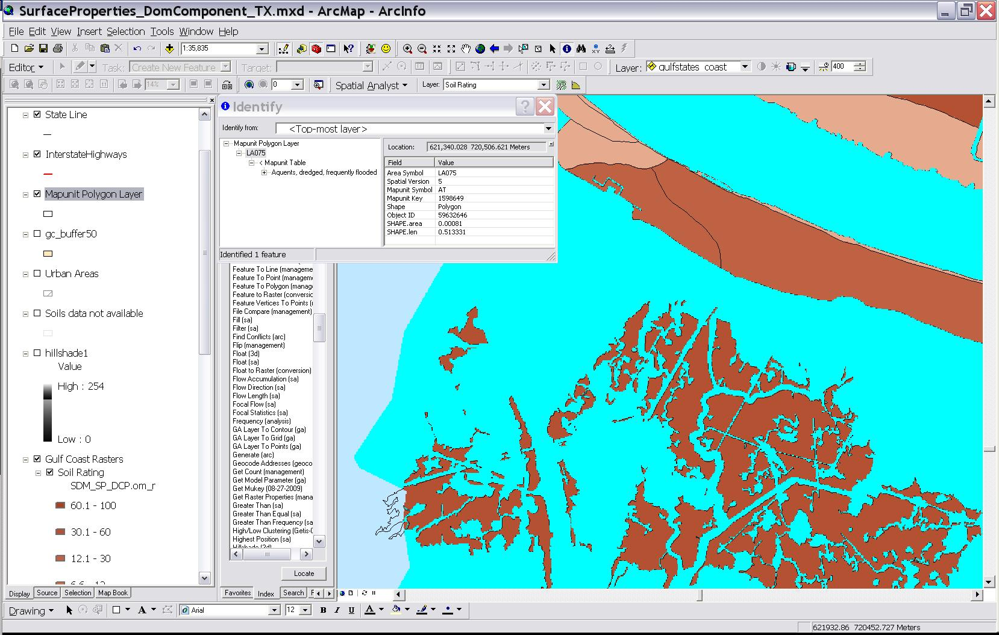 SurfaceProperties_DomComponent_TX.mxd - ArcMap - ArcInfo
File Edit View Insert Selection Tools Window Help
1:35,835
Editor Task: Create New Feature Target: Layer: gulfstates_coast 400
14% 0 Spatial Analyst Layer: Soil Rating
State Line
InterstateHighways
Mapunit Polygon Layer
gc_buffer50
Urban Areas
Soils data not available
hillshade1
Value
High : 254
Low : 0
Gulf Coast Rasters
Soil Rating
SDM_SP_DCP.om_r
60.1 - 100
30.1 - 60
12.1 - 30
6.6 - 12
Display Source Selection Map Book
Identify
Identify from: <Top-most layer>
Mapunit Polygon Layer
LA075
< Mapunit Table
Aquents, dredged, frequently flooded
Location: 621,340.028 720,506.621 Meters
Field Value
Area Symbol LA075
Spatial Version 5
Mapunit Symbol AT
Mapunit Key 1598649
Shape Polygon
Object ID 59632646
SHAPE.area 0.00081
SHAPE.len 0.513331
Identified 1 feature
Feature To Line (manageme
Feature To Point (managem
Feature To Polygon (manag
Feature to Raster (conversic
Feature Vertices To Points (
File Compare (management)
Fill (sa)
Filter (sa)
Find Conflicts (arc)
Flip (management)
Float (3d)
Float (sa)
Float to Raster (conversion)
Flow Accumulation (sa)
Flow Direction (sa)
Flow Length (sa)
Focal Flow (sa)
Focal Statistics (sa)
Frequency (analysis)
GA Layer To Contour (ga)
GA Layer To Grid (ga)
GA Layer To Points (ga)
Generate (arc)
Geocode Addresses (geoco
Get Count (management)
Get Model Parameter (ga)
Get Mukey (08-27-2009)
Get Raster Properties (mana
Greater Than (sa)
Greater Than Equal (sa)
Greater Than Frequency (sa
High/Low Clustering (Getis-C
Highest Position (sa)
Hillshade (3d)
Locate
Favorites Index Search
Drawing A Arial 12 B I U A
621932.86 720452.727 Meters